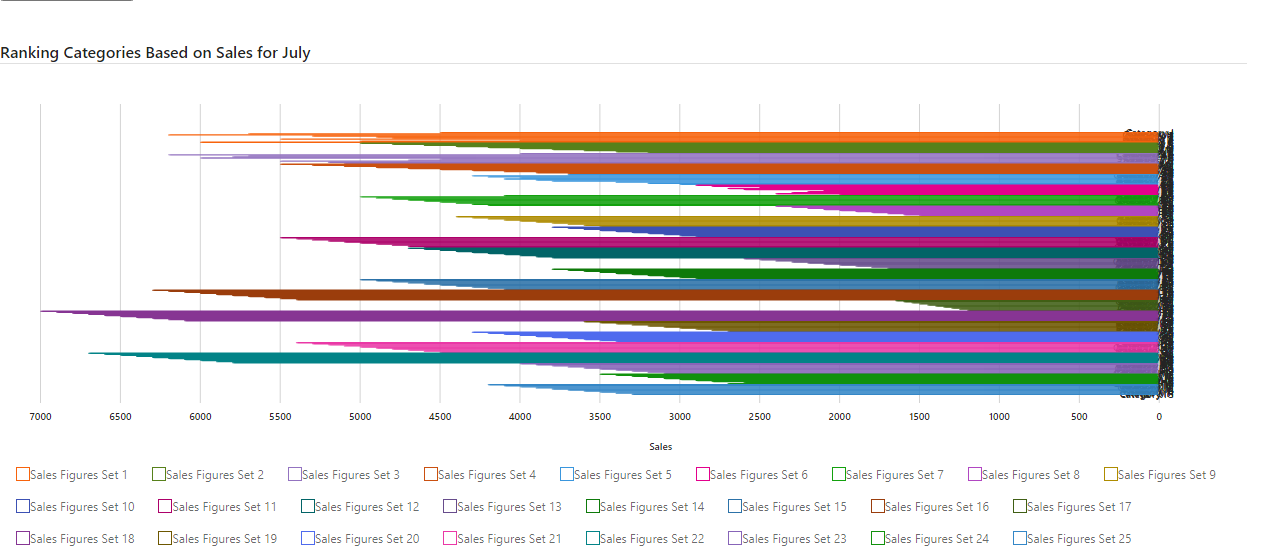 Ranking Categories Based on Sales for July
7000 6500 6000 5500 5000 4500 4000 3500 3000 2500 2000 1500 1000 500 0
Sales
Sales Figures Set 1 Sales Figures Set 2 Sales Figures Set 3 Sales Figures Set 4 Sales Figures Set 5 Sales Figures Set 6 Sales Figures Set 7 Sales Figures Set 8 Sales Figures Set 9
Sales Figures Set 10 Sales Figures Set 11 Sales Figures Set 12 Sales Figures Set 13 Sales Figures Set 14 Sales Figures Set 15 Sales Figures Set 16 Sales Figures Set 17
Sales Figures Set 18 Sales Figures Set 19 Sales Figures Set 20 Sales Figures Set 21 Sales Figures Set 22 Sales Figures Set 23 Sales Figures Set 24 Sales Figures Set 25